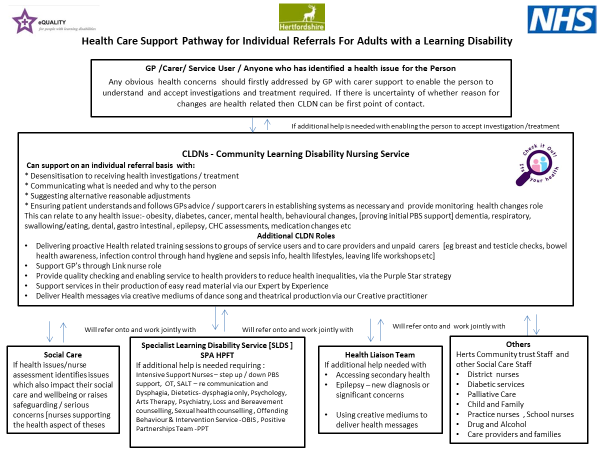 eQUALITY
for people with learning disabilities
Hertfordshire
NHS
Health Care Support Pathway for Individual Referrals For Adults with a Learning Disability
GP /Carer/ Service User / Anyone who has identified a health issue for the Person
Any obvious health concerns should firstly addressed by GP with carer support to enable the person to
understand and accept investigations and treatment required. If there is uncertainty of whether reason for
changes are health related then CLDN can be first point of contact.
If additional help is needed with enabling the person to accept investigation /treatment
CLDNs - Community Learning Disability Nursing Service
Check it Out!
its your health
Can support on an individual referral basis with:
* Desensitisation to receiving health investigations / treatment
* Communicating what is needed and why to the person
* Suggesting alternative reasonable adjustments
* Ensuring patient understands and follows GPs advice / support carers in establishing systems as necessary and provide monitoring health changes role
This can relate to any health issue:- obesity, diabetes, cancer, mental health, behavioural changes, [proving initial PBS support] dementia, respiratory,
swallowing/eating, dental, gastro intestinal , epilepsy, CHC assessments, medication changes etc
Additional CLDN Roles
• Delivering proactive Health related training sessions to groups of service users and to care providers and unpaid carers [eg breast and testicle checks, bowel
health awareness, infection control through hand hygiene and sepsis info, health lifestyles, leaving life workshops etc]
• Support GP's through Link nurse role
• Provide quality checking and enabling service to health providers to reduce health inequalities, via the Purple Star strategy
• Support services in their production of easy read material via our Expert by Experience
• Deliver Health messages via creative mediums of dance song and theatrical production via our Creative practitioner
Will refer onto and work jointly with
Will refer onto and work jointly with
Will refer onto and work jointly with
Social Care
If health issues/nurse
assessment identifies issues
which also impact their social
care and wellbeing or raises
safeguarding / serious
concerns [nurses supporting
the health aspect of theses
Specialist Learning Disability Service [SLDS ]
SPA HPFT
If additional help is needed requiring :
Intensive Support Nurses – step up / down PBS
support, OT, SALT – re communication and
Dysphagia, Dietetics- dysphagia only, Psychology,
Arts Therapy, Psychiatry, Loss and Bereavement
counselling, Sexual health counselling , Offending
Behaviour & Intervention Service -OBIS , Positive
Partnerships Team -PPT
Health Liaison Team
If additional help needed with
• Accessing secondary health
• Epilepsy – new diagnosis or
significant concerns
• Using creative mediums to
deliver health messages
Others
Herts Community trust Staff and
other Social Care Staff
• District nurses
• Diabetic services
• Palliative Care
• Child and Family
• Practice nurses , School nurses
• Drug and Alcohol
• Care providers and families